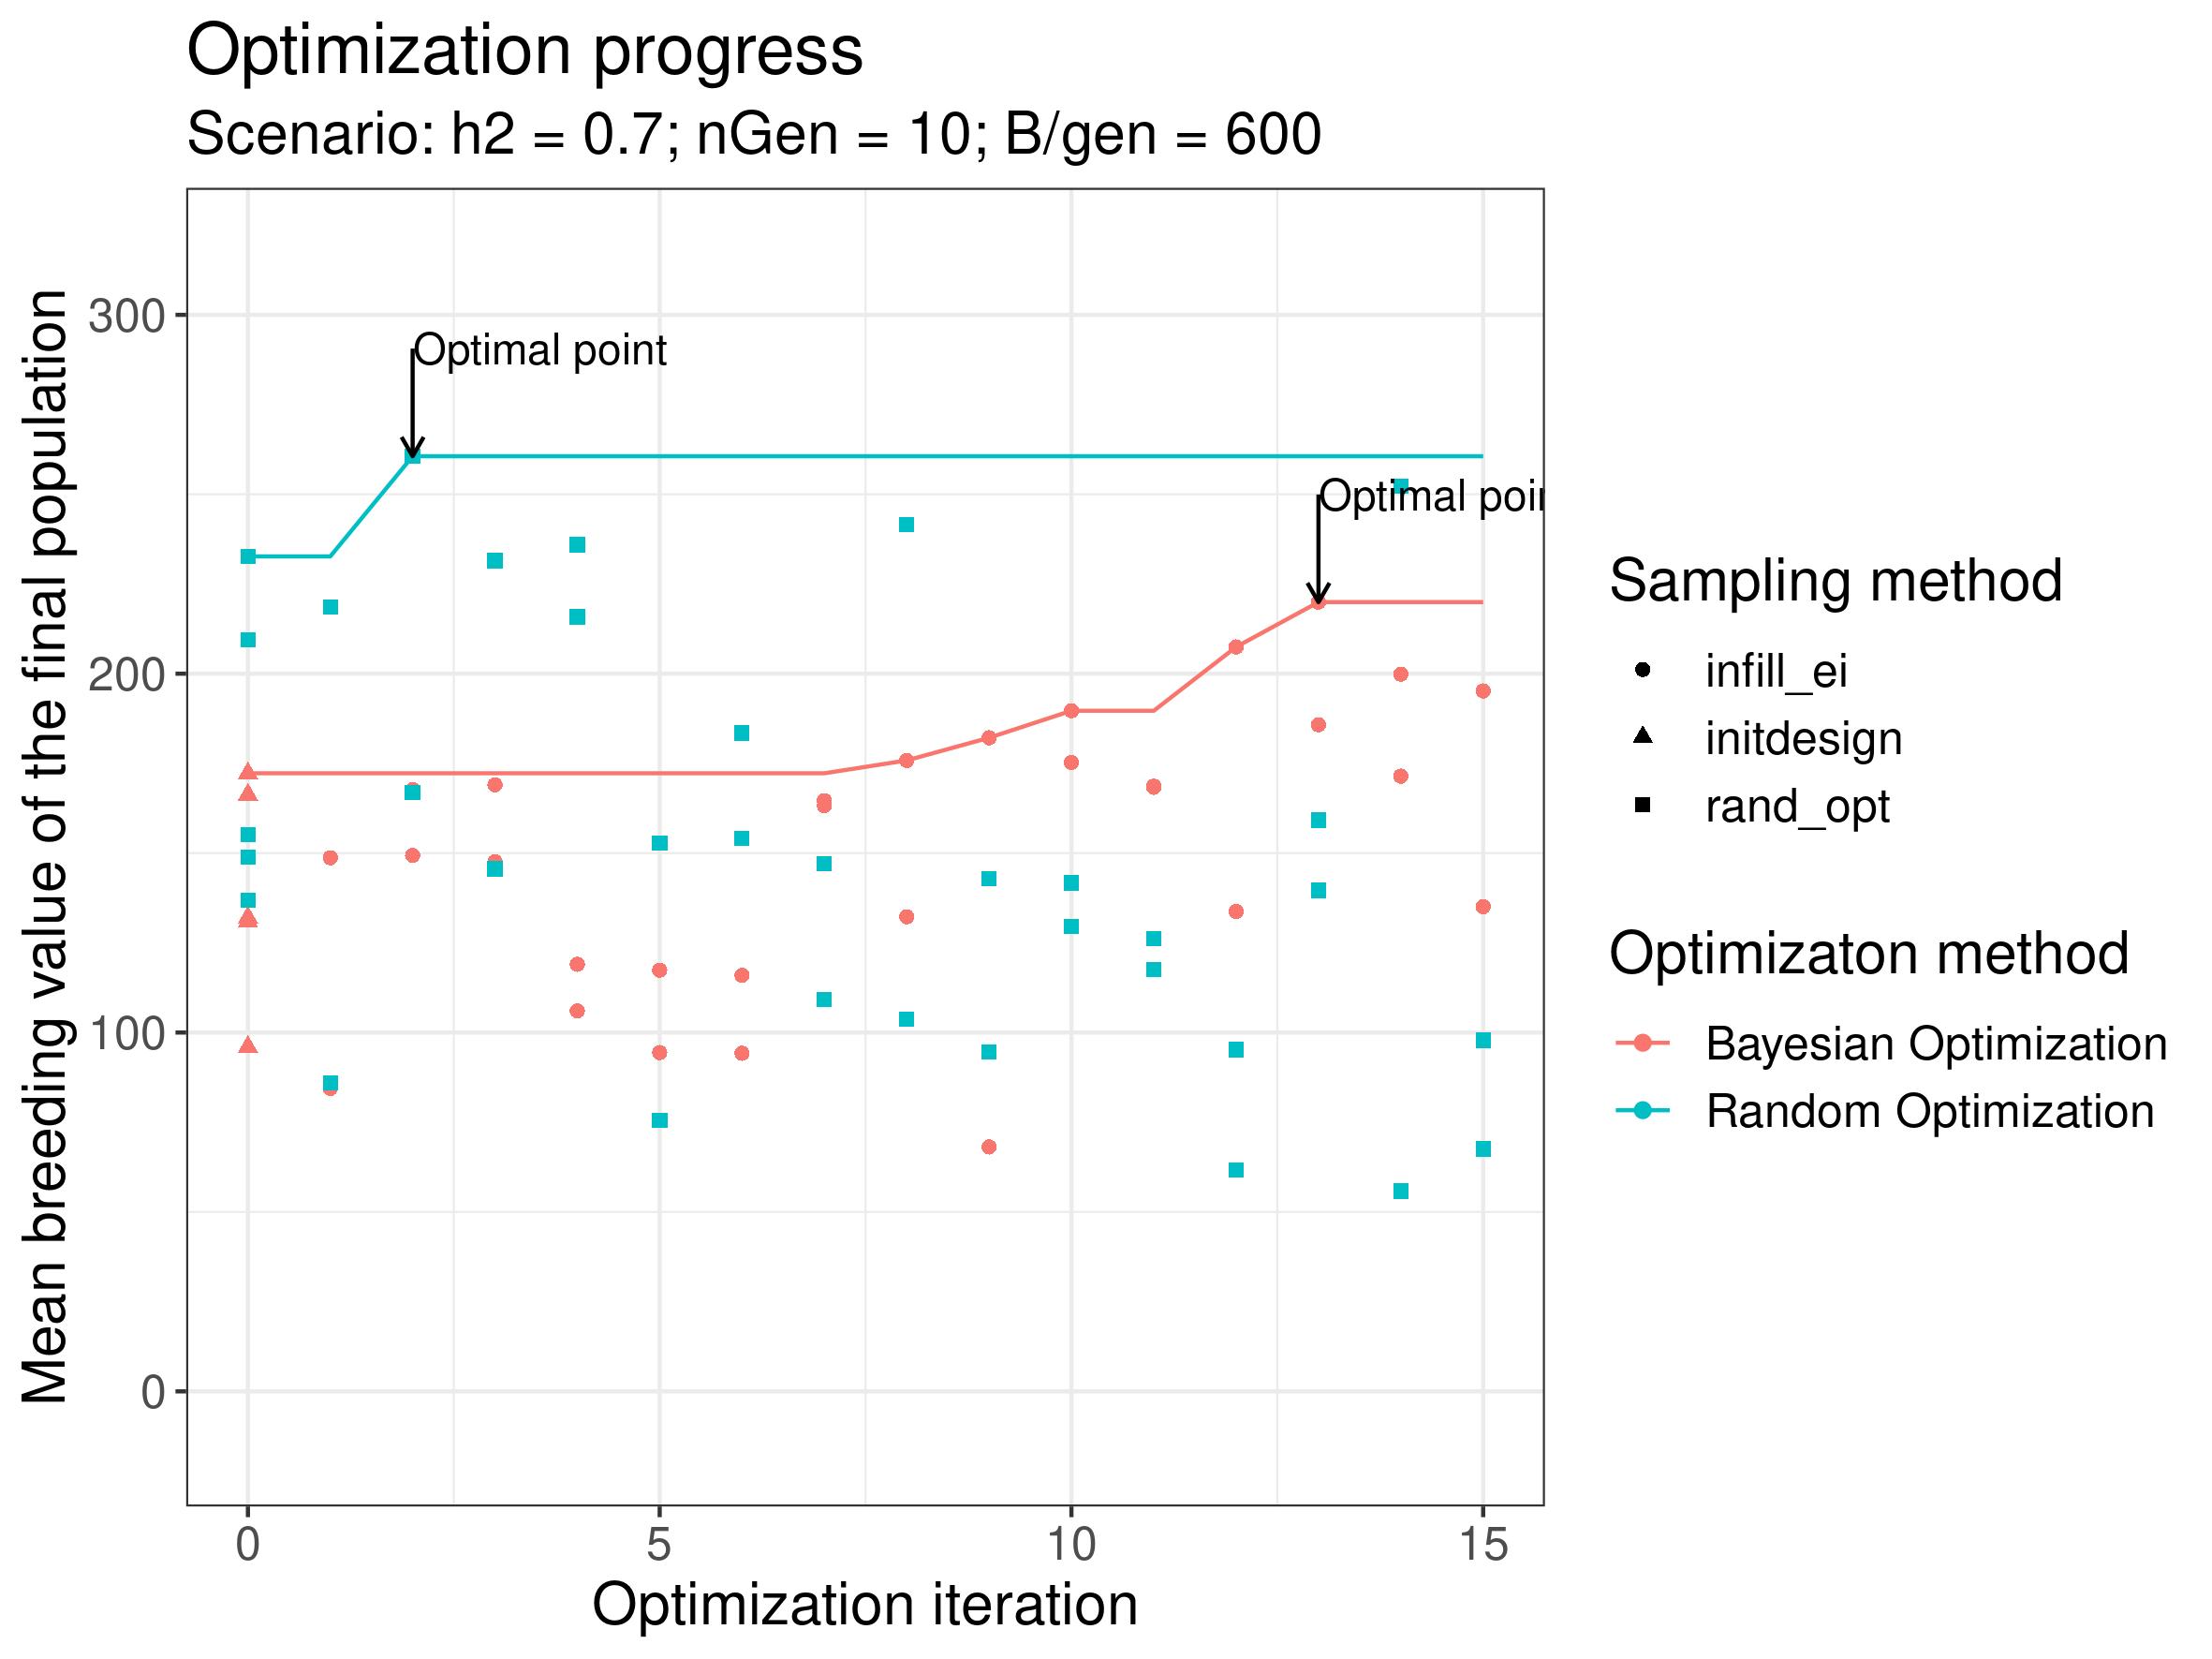 Optimization progress
Scenario: h2 = 0.7; nGen = 10; B/gen = 600
Mean breeding value of the final population
300
200
100
0
Optimal point
Optimal poin
0
5
10
15
Optimization iteration
Sampling method
infill_ei
initdesign
rand_opt
Optimizaton method
Bayesian Optimization
Random Optimization